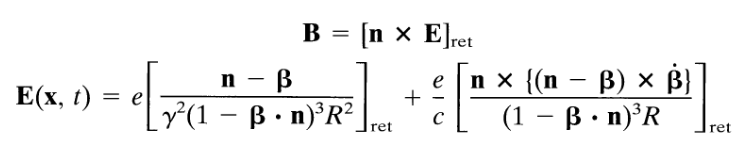 B = [n × E]ret
E(x, t) = e[(n − β) / (γ²(1 − β · n)³R²)]ret + (e/c)[(n × {(n − β) × β̇}) / ((1 − β · n)³R)]ret